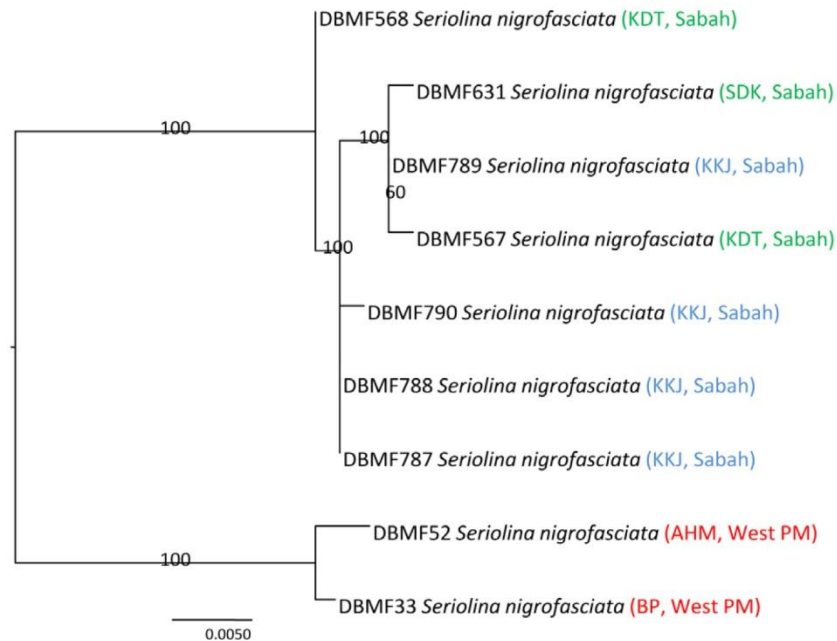 DBMF568 Seriolina nigrofasciata (KDT, Sabah)
DBMF631 Seriolina nigrofasciata (SDK, Sabah)
100
100
DBMF789 Seriolina nigrofasciata (KKJ, Sabah)
60
DBMF567 Seriolina nigrofasciata (KDT, Sabah)
100
DBMF790 Seriolina nigrofasciata (KKJ, Sabah)
DBMF788 Seriolina nigrofasciata (KKJ, Sabah)
DBMF787 Seriolina nigrofasciata (KKJ, Sabah)
DBMF52 Seriolina nigrofasciata (AHM, West PM)
100
DBMF33 Seriolina nigrofasciata (BP, West PM)
0.0050